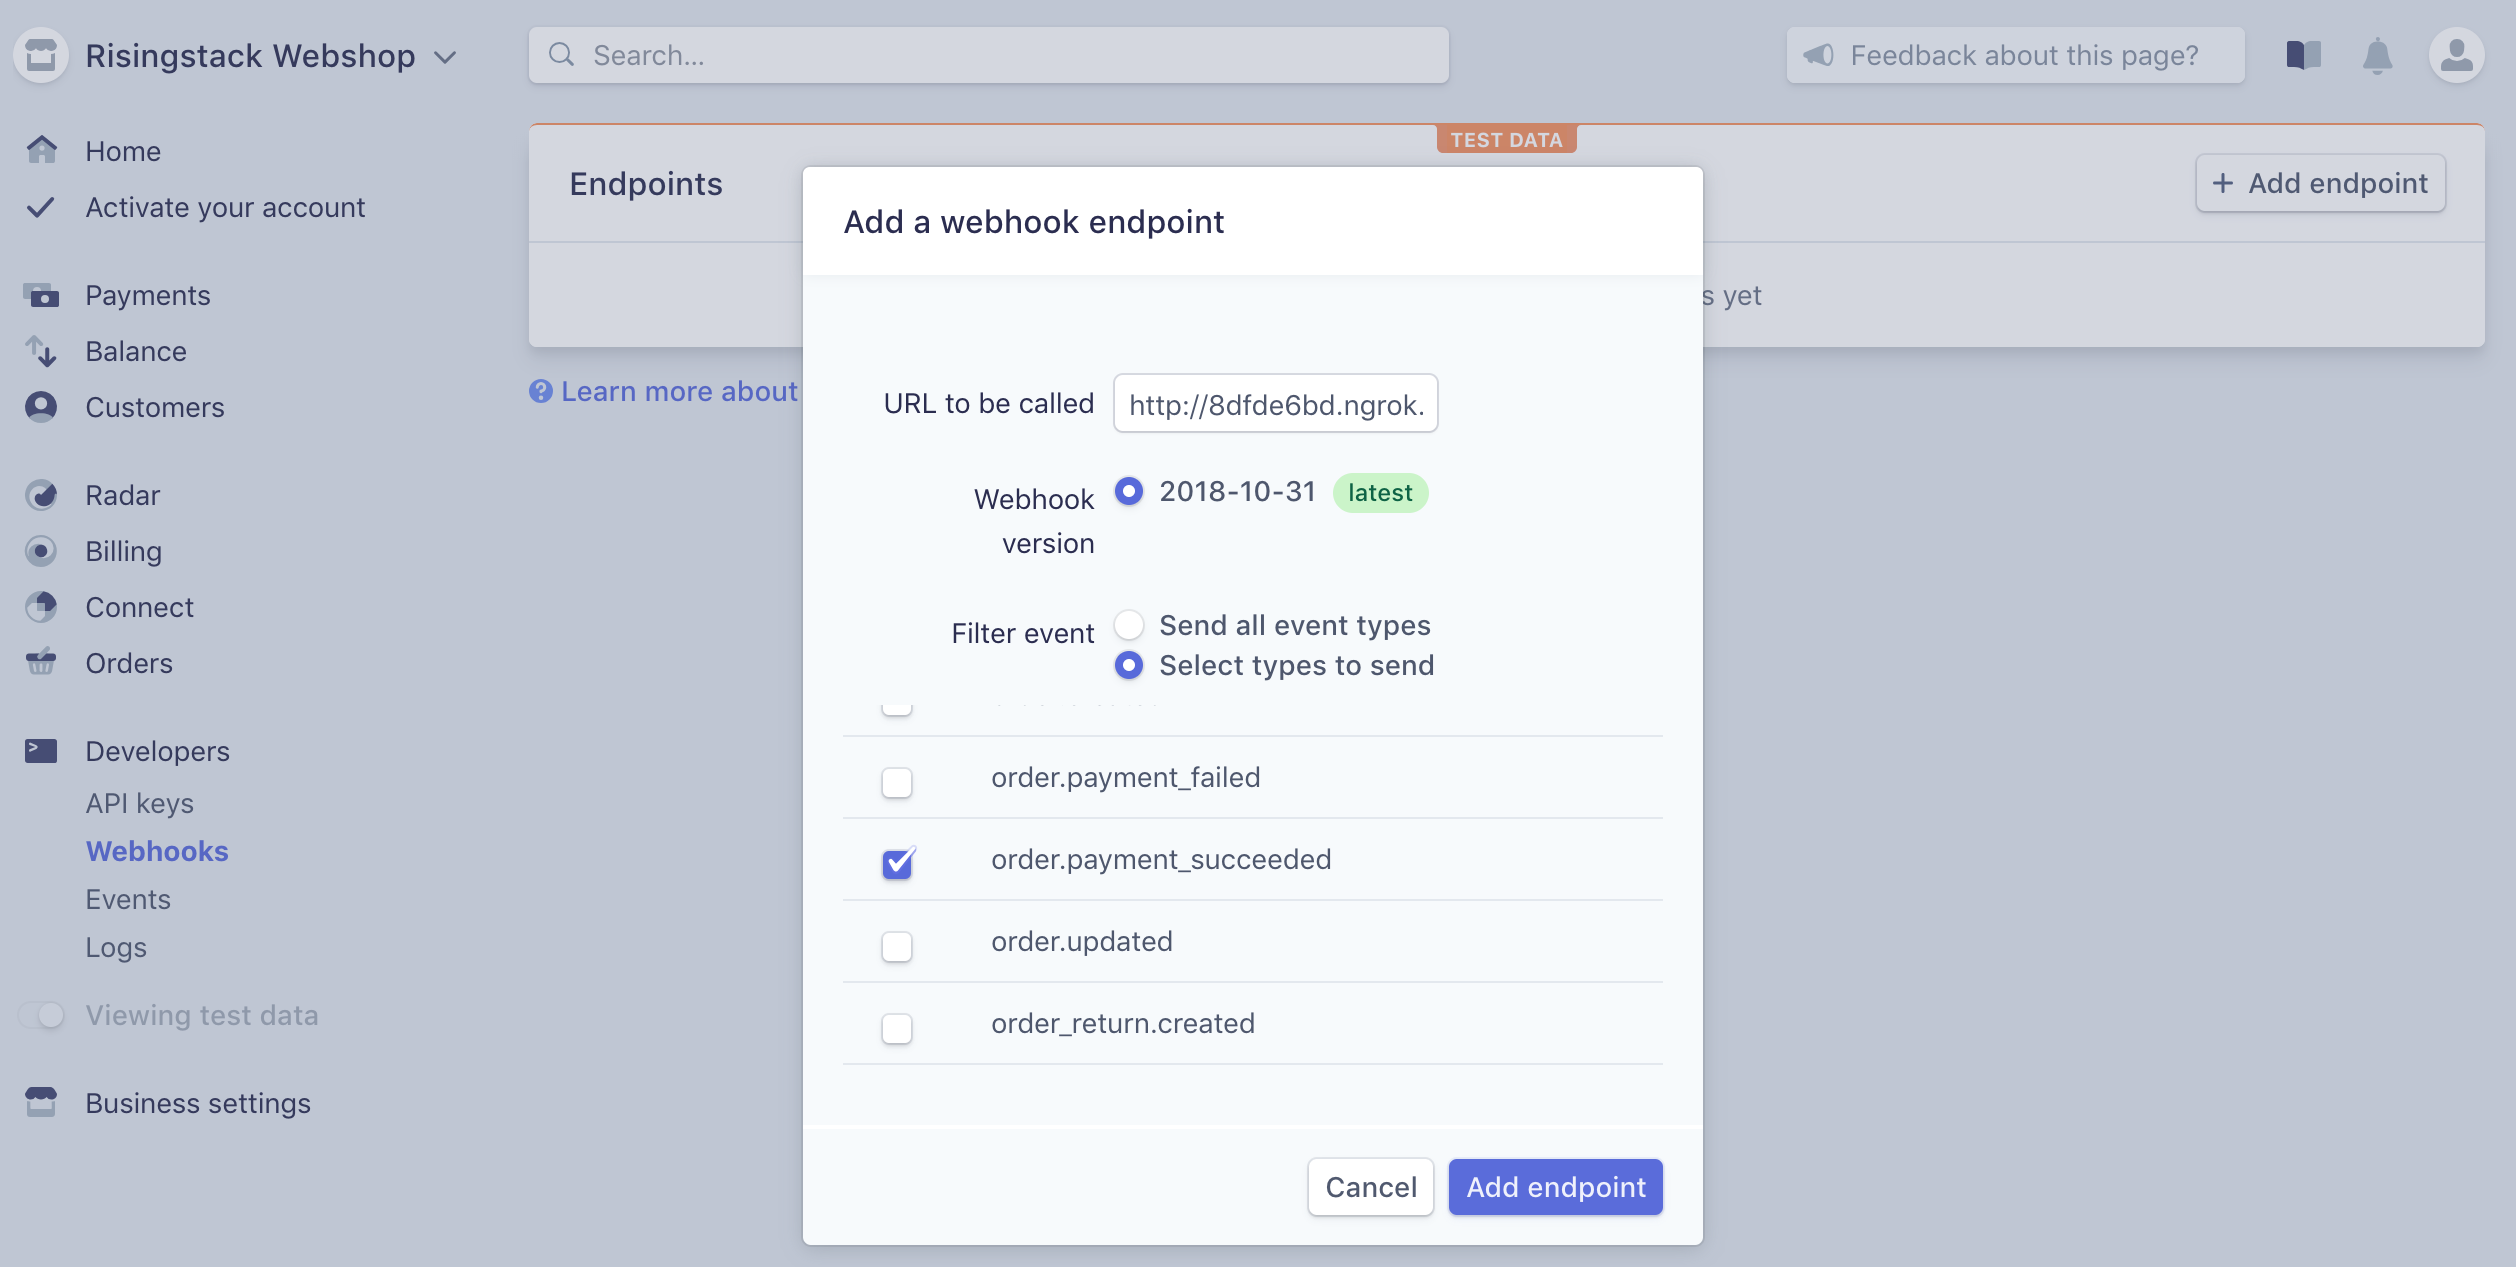 Risingstack Webshop
Search...
Feedback about this page?
Home
Activate your account
Payments
Balance
Customers
Radar
Billing
Connect
Orders
Developers
API keys
Webhooks
Events
Logs
Viewing test data
Business settings
TEST DATA
Endpoints
+ Add endpoint
s yet
Learn more about
Add a webhook endpoint
URL to be called
http://8dfde6bd.ngrok.
Webhook
version
2018-10-31 latest
Filter event
Send all event types
Select types to send
order.payment_failed
order.payment_succeeded
order.updated
order_return.created
Cancel
Add endpoint